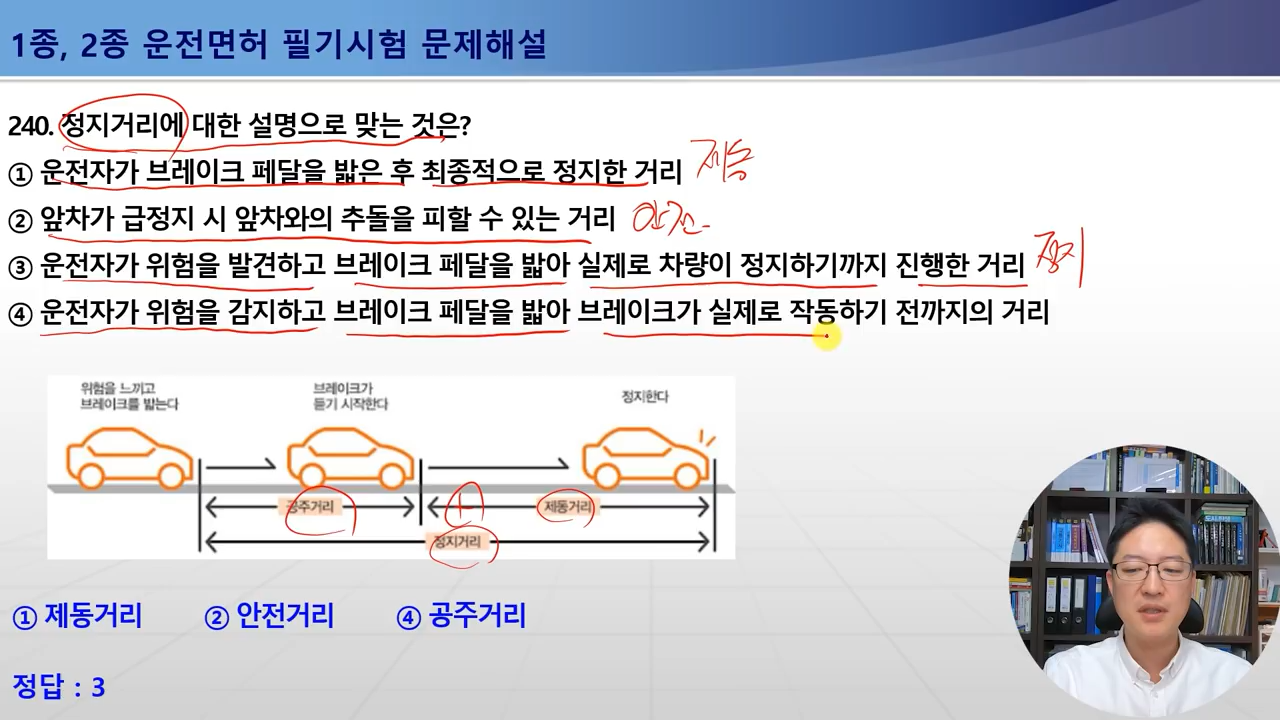 1종, 2종 운전면허 필기시험 문제해설
240. 정지거리에 대한 설명으로 맞는 것은?
① 운전자가 브레이크 페달을 밟은 후 최종적으로 정지한 거리 제동
② 앞차가 급정지 시 앞차와의 추돌을 피할 수 있는 거리 안전
③ 운전자가 위험을 발견하고 브레이크 페달을 밟아 실제로 차량이 정지하기까지 진행한 거리 정지
④ 운전자가 위험을 감지하고 브레이크 페달을 밟아 브레이크가 실제로 작동하기 전까지의 거리
위험을 느끼고
브레이크를 밟는다
브레이크가
듣기 시작한다
정지한다
공주거리 + 제동거리
정지거리
① 제동거리 ② 안전거리 ④ 공주거리
정답 : 3